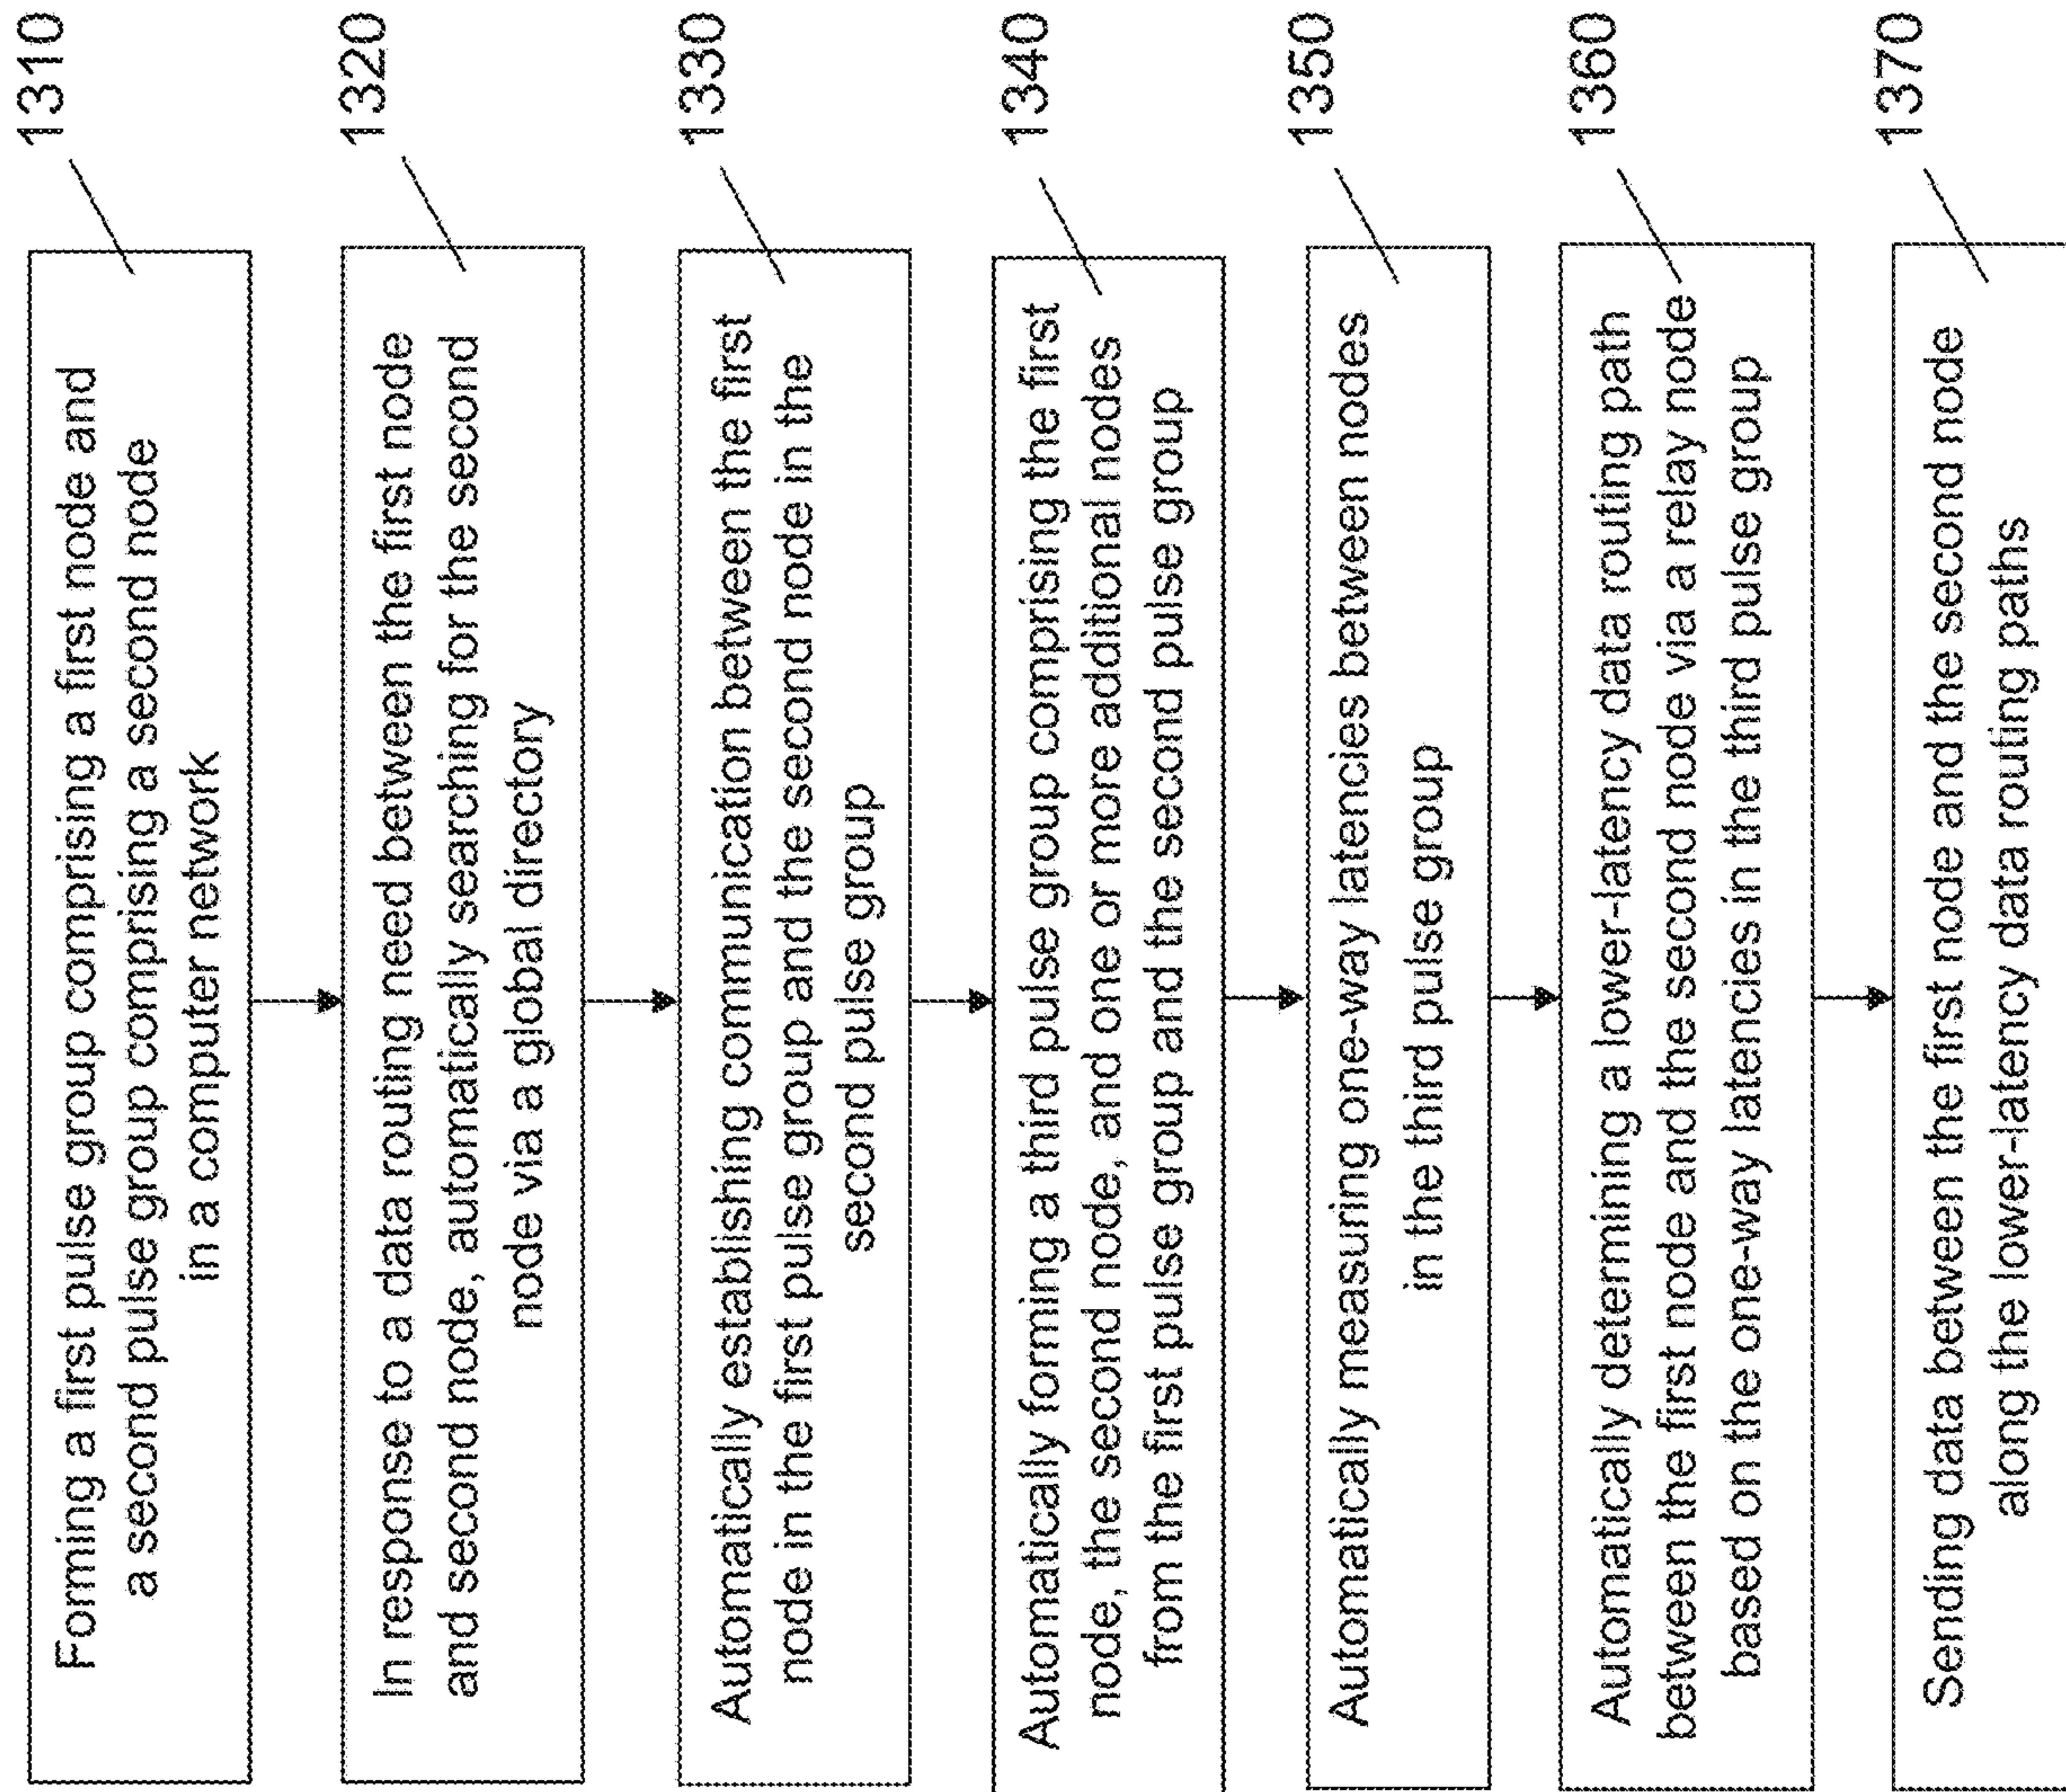 1310
Forming a first pulse group comprising a first node and
a second pulse group comprising a second node
in a computer network
1320
In response to a data routing need between the first node
and second node, automatically searching for the second
node via a global directory
1330
Automatically establishing communication between the first
node in the first pulse group and the second node in the
second pulse group
1340
Automatically forming a third pulse group comprising the first
node, the second node, and one or more additional nodes
from the first pulse group and the second pulse group
1350
Automatically measuring one-way latencies between nodes
in the third pulse group
1360
Automatically determining a lower-latency data routing path
between the first node and the second node via a relay node
based on the one-way latencies in the third pulse group
1370
Sending data between the first node and the second node
along the lower-latency data routing paths